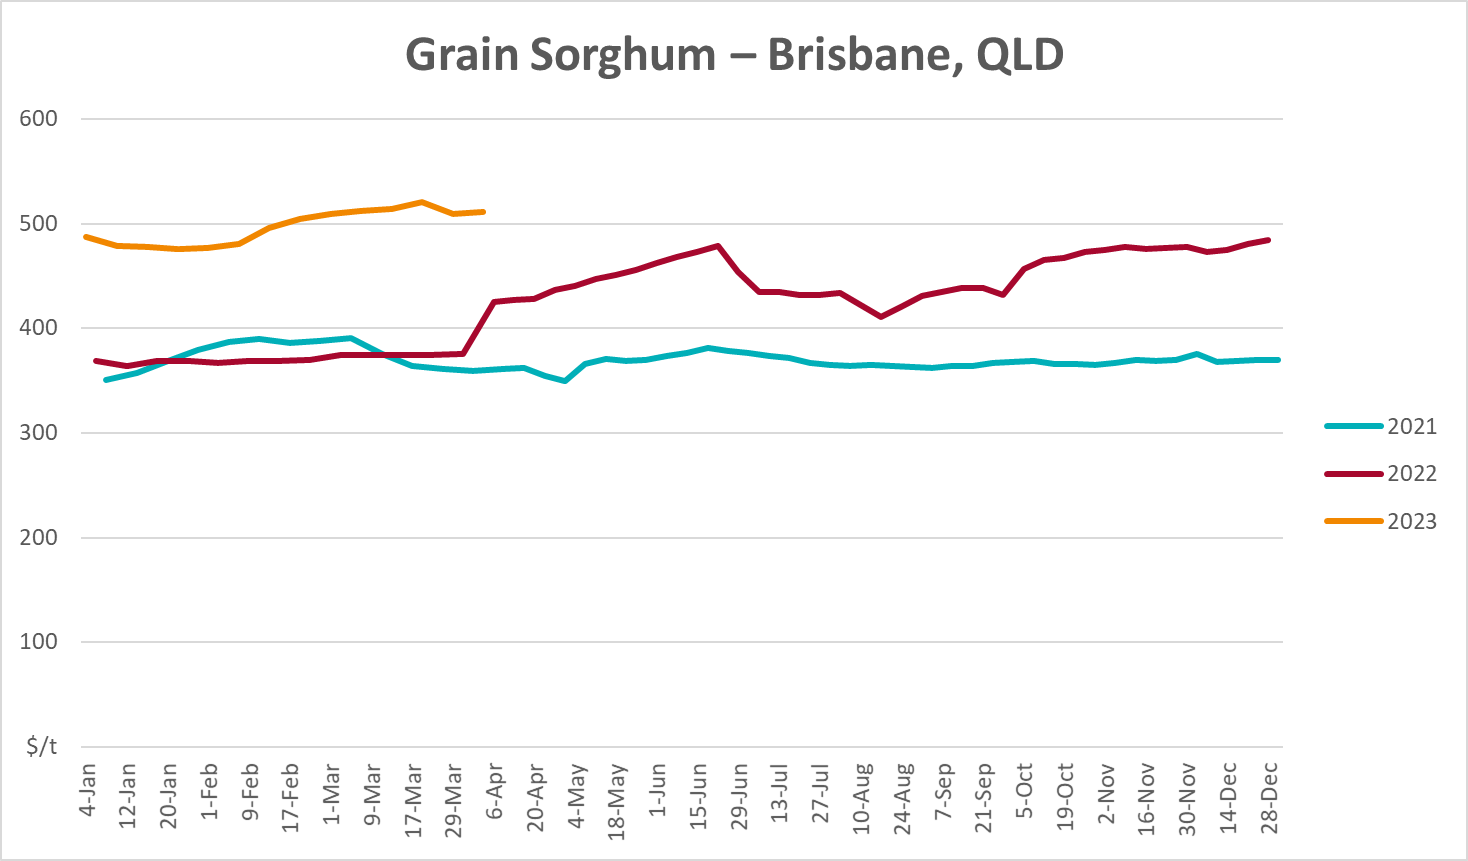 Grain Sorghum – Brisbane, QLD
600
500
400
300
200
100
$/t
4-Jan
12-Jan
20-Jan
1-Feb
9-Feb
17-Feb
1-Mar
9-Mar
17-Mar
29-Mar
6-Apr
20-Apr
4-May
18-May
1-Jun
15-Jun
29-Jun
13-Jul
27-Jul
10-Aug
24-Aug
7-Sep
21-Sep
5-Oct
19-Oct
2-Nov
16-Nov
30-Nov
14-Dec
28-Dec
2021
2022
2023